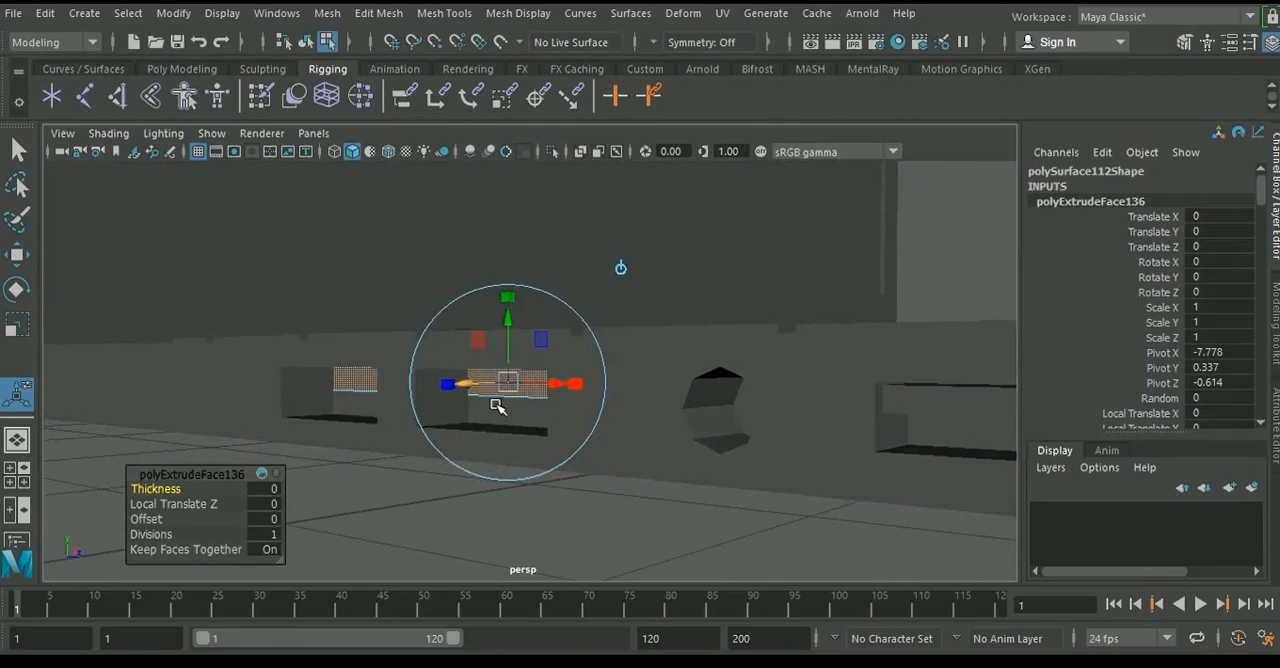 File Edit Create Select Modify Display Windows Mesh Edit Mesh Mesh Tools Mesh Display Curves Surfaces Deform UV Generate Cache Arnold Help
Workspace : Maya Classic*
Modeling No Live Surface Symmetry: Off Sign In
Curves / Surfaces Poly Modeling Sculpting Rigging Animation Rendering FX FX Caching Custom Arnold Bifrost MASH MentalRay Motion Graphics XGen
View Shading Lighting Show Renderer Panels
IPR 0.00 1.00 sRGB gamma
Channels Edit Object Show
polySurface112Shape
INPUTS
polyExtrudeFace136
Translate X 0
Translate Y 0
Translate Z 0
Rotate X 0
Rotate Y 0
Rotate Z 0
Scale X 1
Scale Y 1
Scale Z 1
Pivot X -7.778
Pivot Y 0.337
Pivot Z -0.614
Random 0
Local Translate X 0
Local Translate Y 0
Channel Box / Layer Editor
Modeling Toolkit
Display Anim
Layers Options Help
polyExtrudeFace136
Thickness 0
Local Translate Z 0
Offset 0
Divisions 1
Keep Faces Together On
y
z
persp
1 5 10 15 20 25 30 35 40 45 50 55 60 65 70 75 80 85 90 95 100 105 110 115 12
1
1 1 1 120 120 200 No Character Set No Anim Layer 24 fps